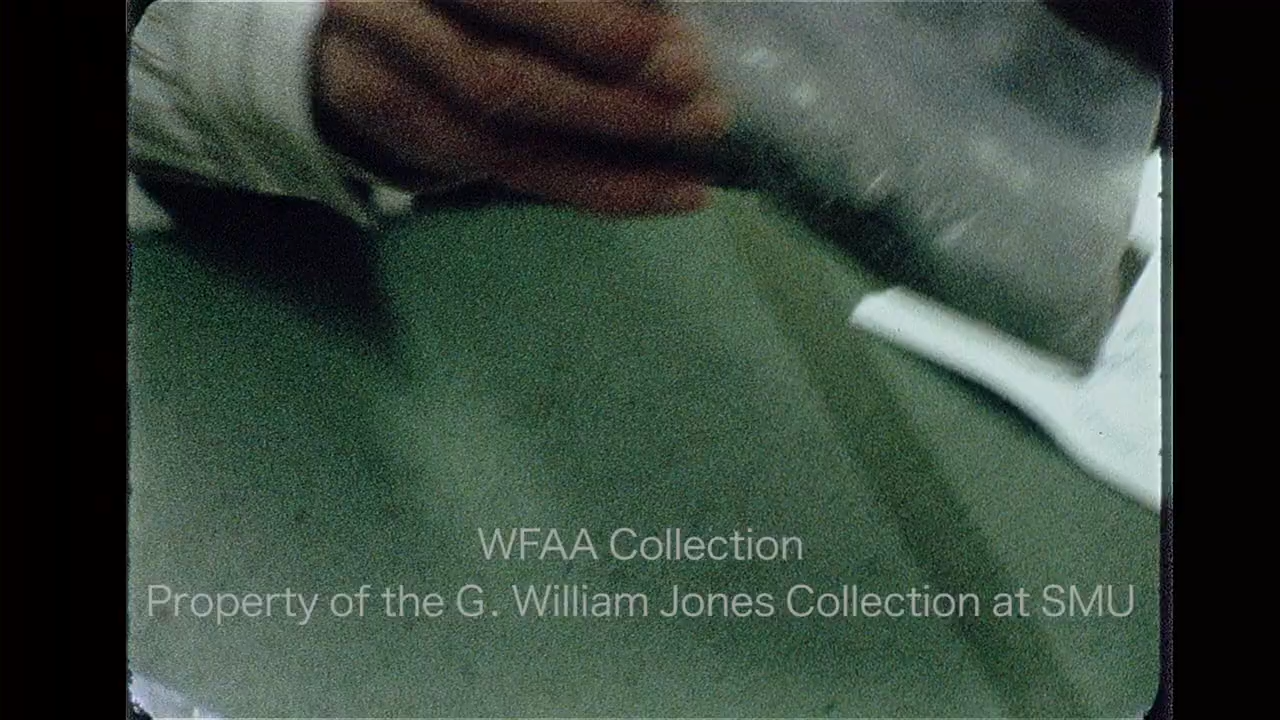 WFAA Collection
Property of the G. William Jones Collection at SMU